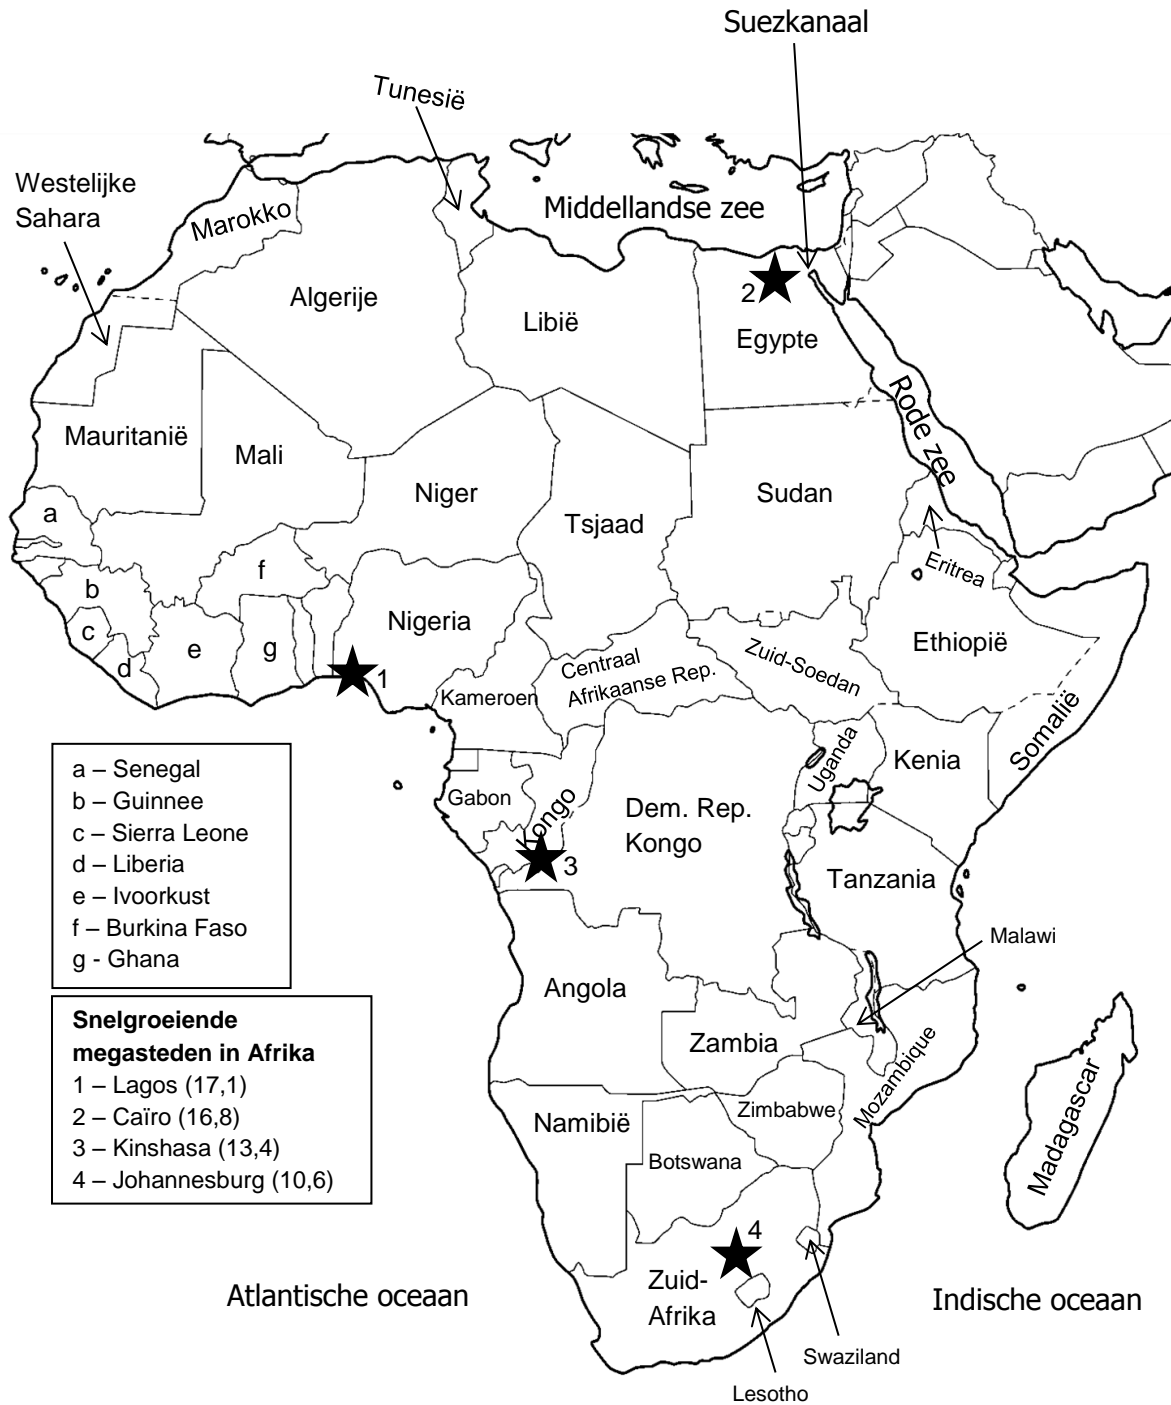 Suezkanaal
Tunesië
Westelijke
Sahara
Marokko
Middellandse zee
Algerije
Libië
2
Egypte
Rode zee
Mauritanië
Mali
Niger
Tsjaad
Sudan
a
Eritrea
f
b
Nigeria
Ethiopië
c
d
e
g
1
Kameroen
Centraal
Afrikaanse Rep.
Zuid-Soedan
Somalië
Uganda
Kenia
Gabon
Kongo
3
Dem. Rep.
Kongo
Tanzania
Malawi
Angola
Zambia
Mozambique
Madagascar
Namibië
Zimbabwe
Botswana
4
Zuid-
Afrika
Swaziland
Lesotho
Atlantische oceaan
Indische oceaan
a – Senegal
b – Guinnee
c – Sierra Leone
d – Liberia
e – Ivoorkust
f – Burkina Faso
g - Ghana
Snelgroeiende
megasteden in Afrika
1 – Lagos (17,1)
2 – Caïro (16,8)
3 – Kinshasa (13,4)
4 – Johannesburg (10,6)